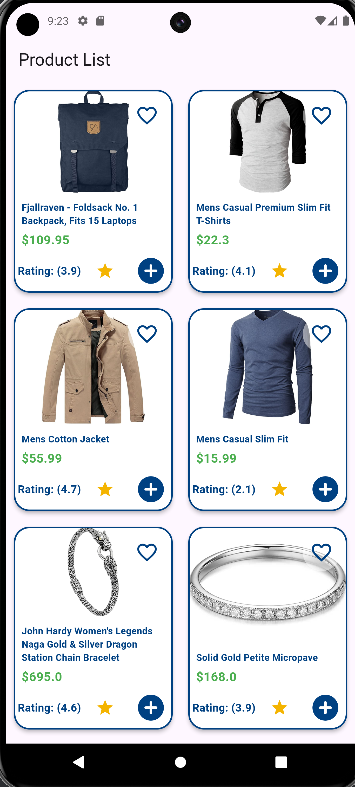 9:23
Product List
Fjallraven - Foldsack No. 1
Backpack, Fits 15 Laptops
$109.95
Rating: (3.9)
Mens Casual Premium Slim Fit
T-Shirts
$22.3
Rating: (4.1)
Mens Cotton Jacket
$55.99
Rating: (4.7)
Mens Casual Slim Fit
$15.99
Rating: (2.1)
John Hardy Women's Legends
Naga Gold & Silver Dragon
Station Chain Bracelet
$695.0
Rating: (4.6)
Solid Gold Petite Micropave
$168.0
Rating: (3.9)